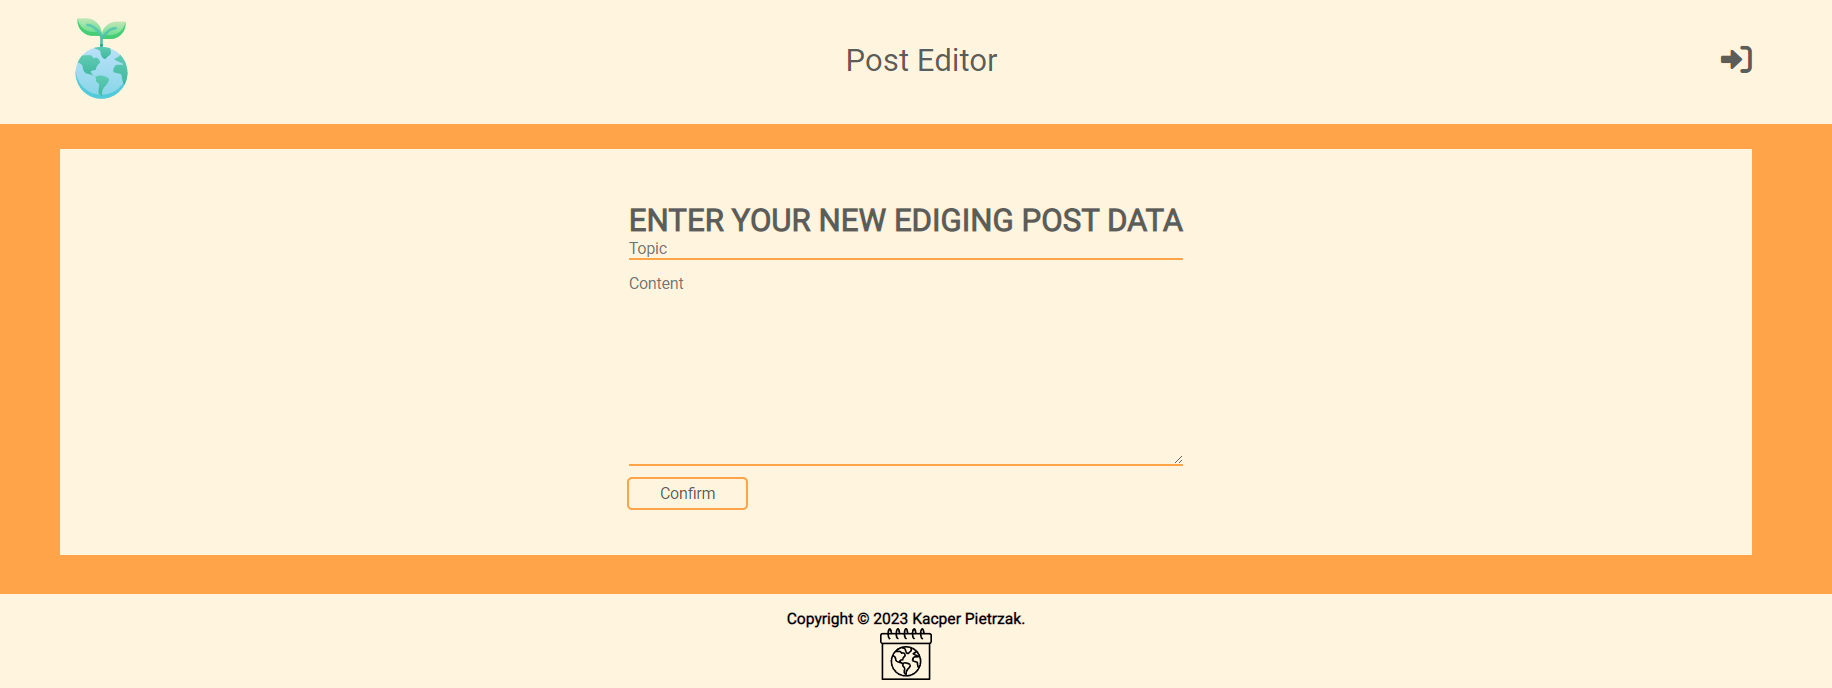 Post Editor
ENTER YOUR NEW EDIGING POST DATA
Topic
Content
Confirm
Copyright © 2023 Kacper Pietrzak.